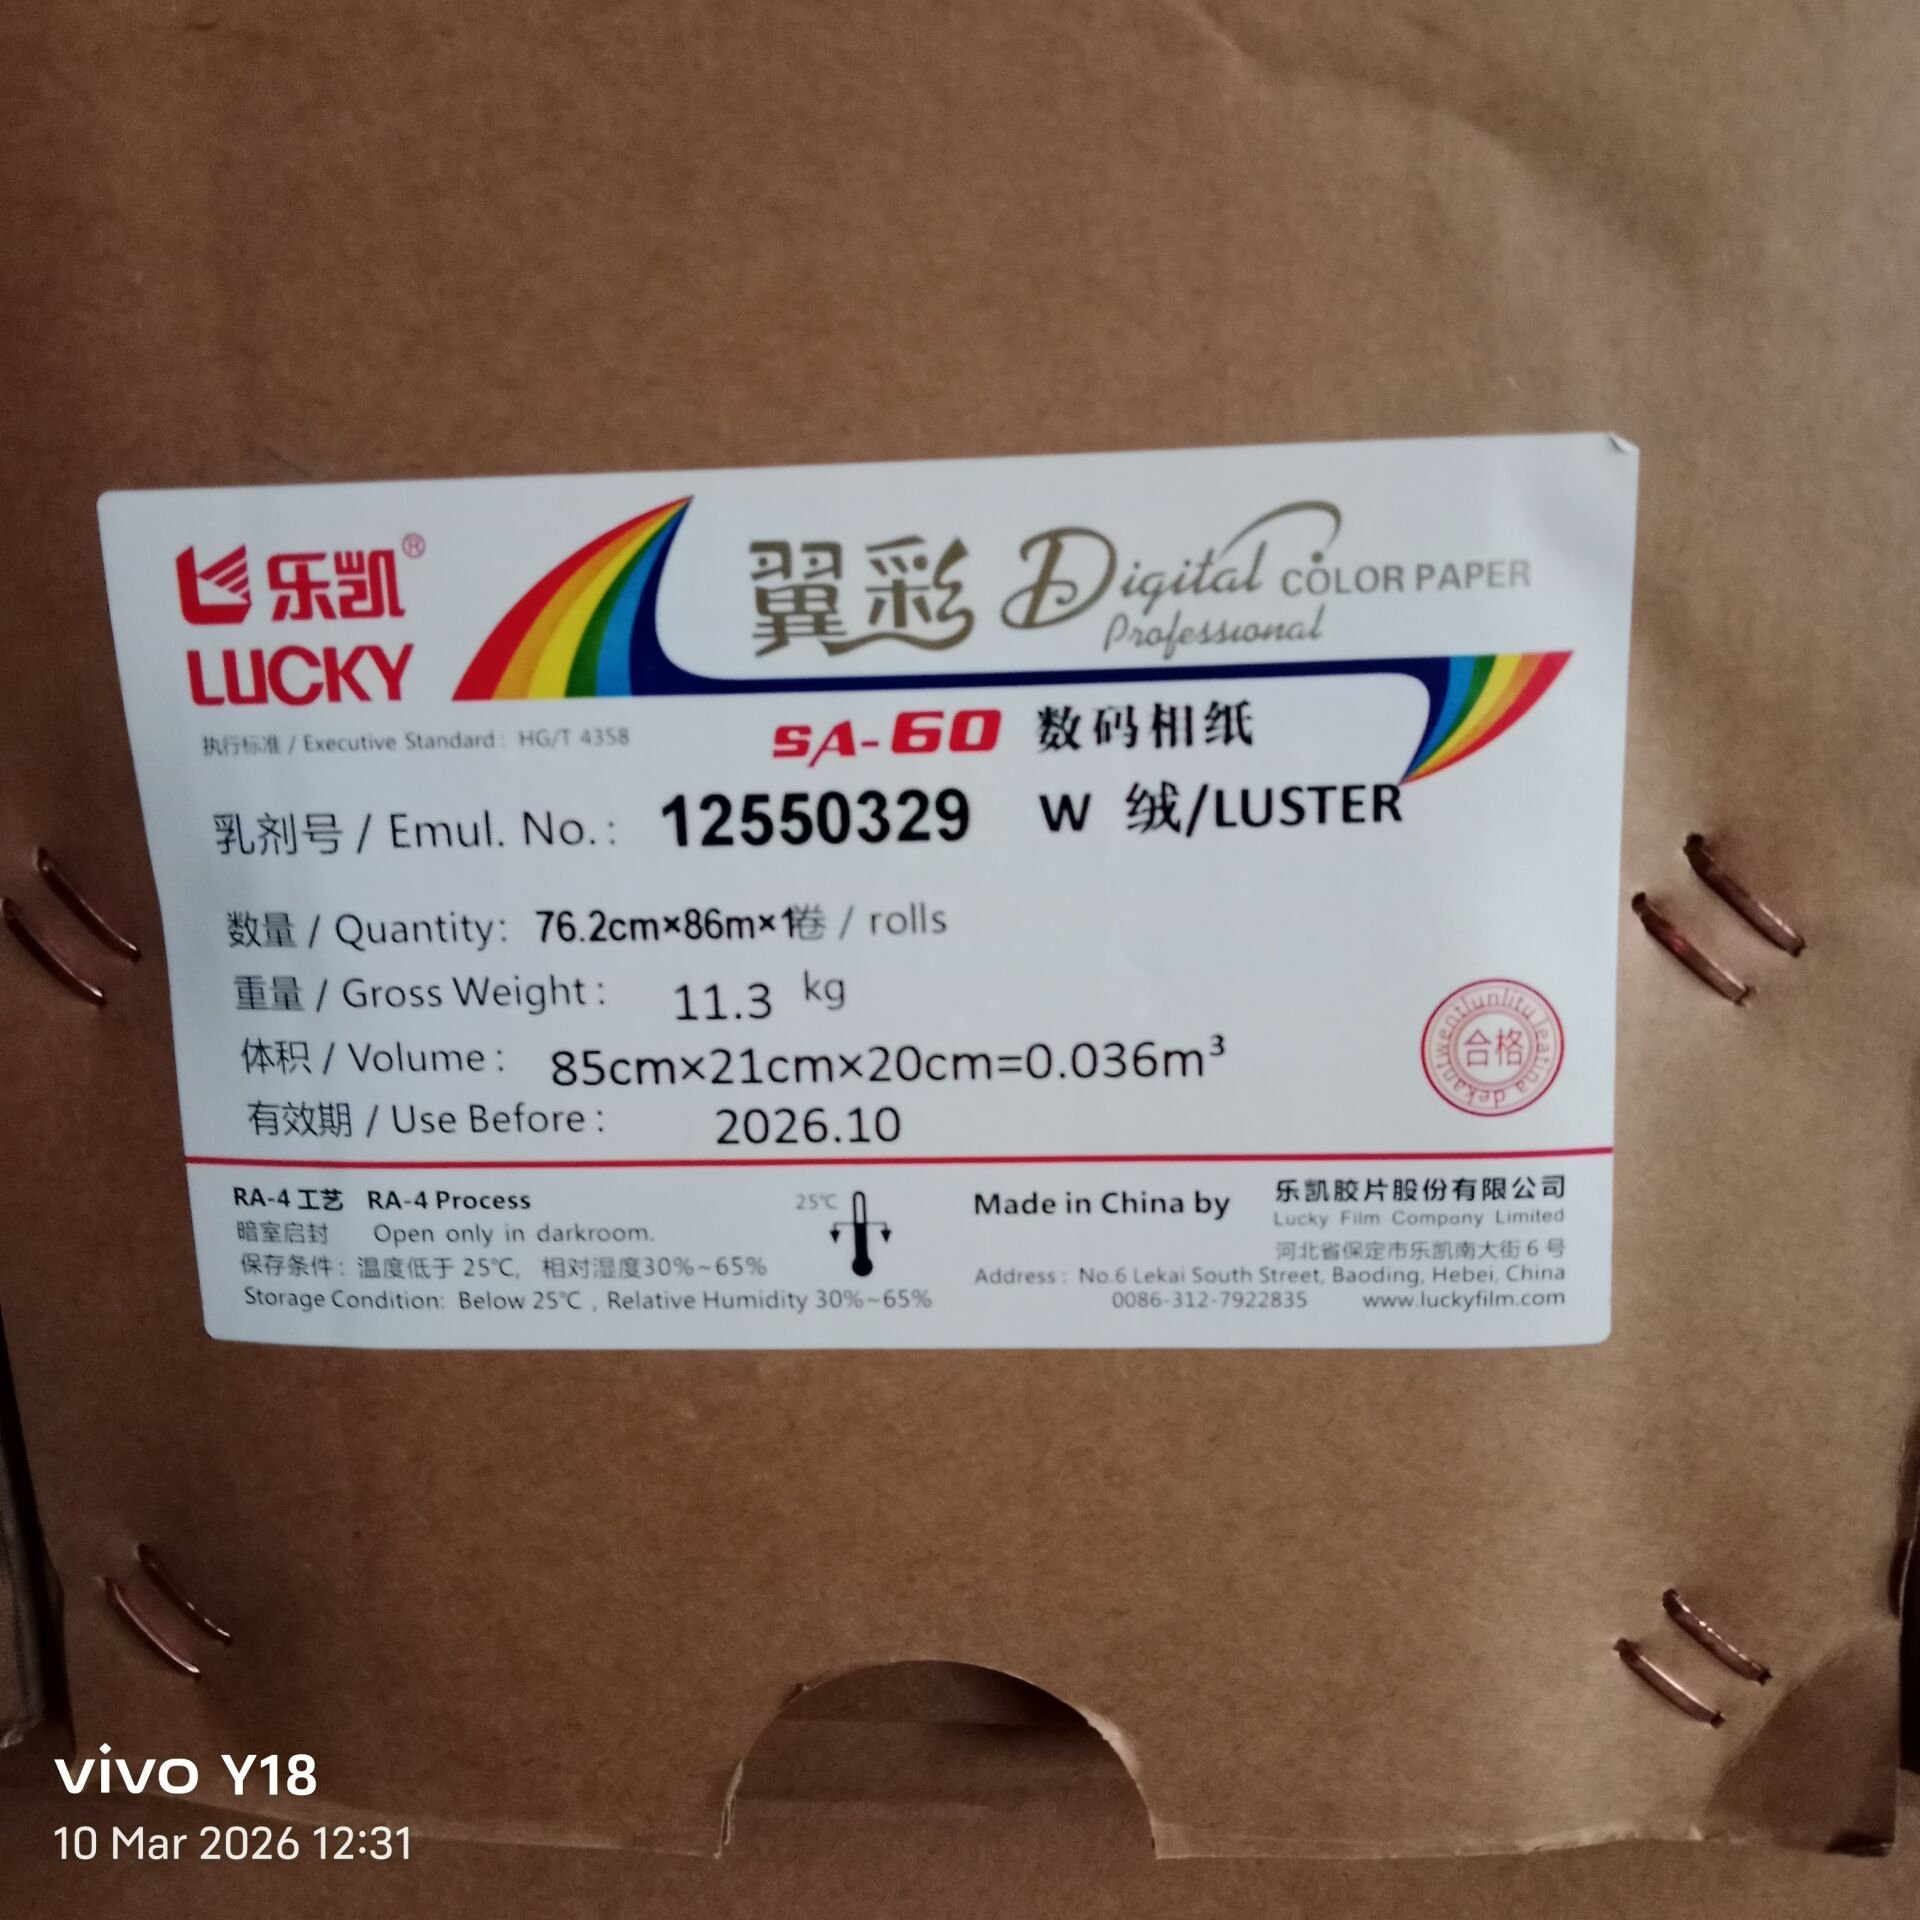 乐凯®
LUCKY
翼彩 Digital COLOR PAPER
Professional
执行标准 / Executive Standard: HG/T 4358
SA-60 数码相纸
乳剂号 / Emul. No.: 12550329 W 绒/LUSTER
数量 / Quantity: 76.2cm×86m×1卷 / rolls
重量 / Gross Weight: 11.3 kg
体积 / Volume: 85cm×21cm×20cm=0.036m³
有效期 / Use Before: 2026.10
合格
RA-4 工艺 RA-4 Process
暗室启封 Open only in darkroom.
保存条件: 温度低于 25℃, 相对湿度30%~65%
Storage Condition: Below 25℃, Relative Humidity 30%~65%
25℃
Made in China by 乐凯胶片股份有限公司
Lucky Film Company Limited
河北省保定市乐凯南大街 6 号
Address: No.6 Lekai South Street, Baoding, Hebei, China
0086-312-7922835 www.luckyfilm.com
vivo Y18
10 Mar 2026 12:31